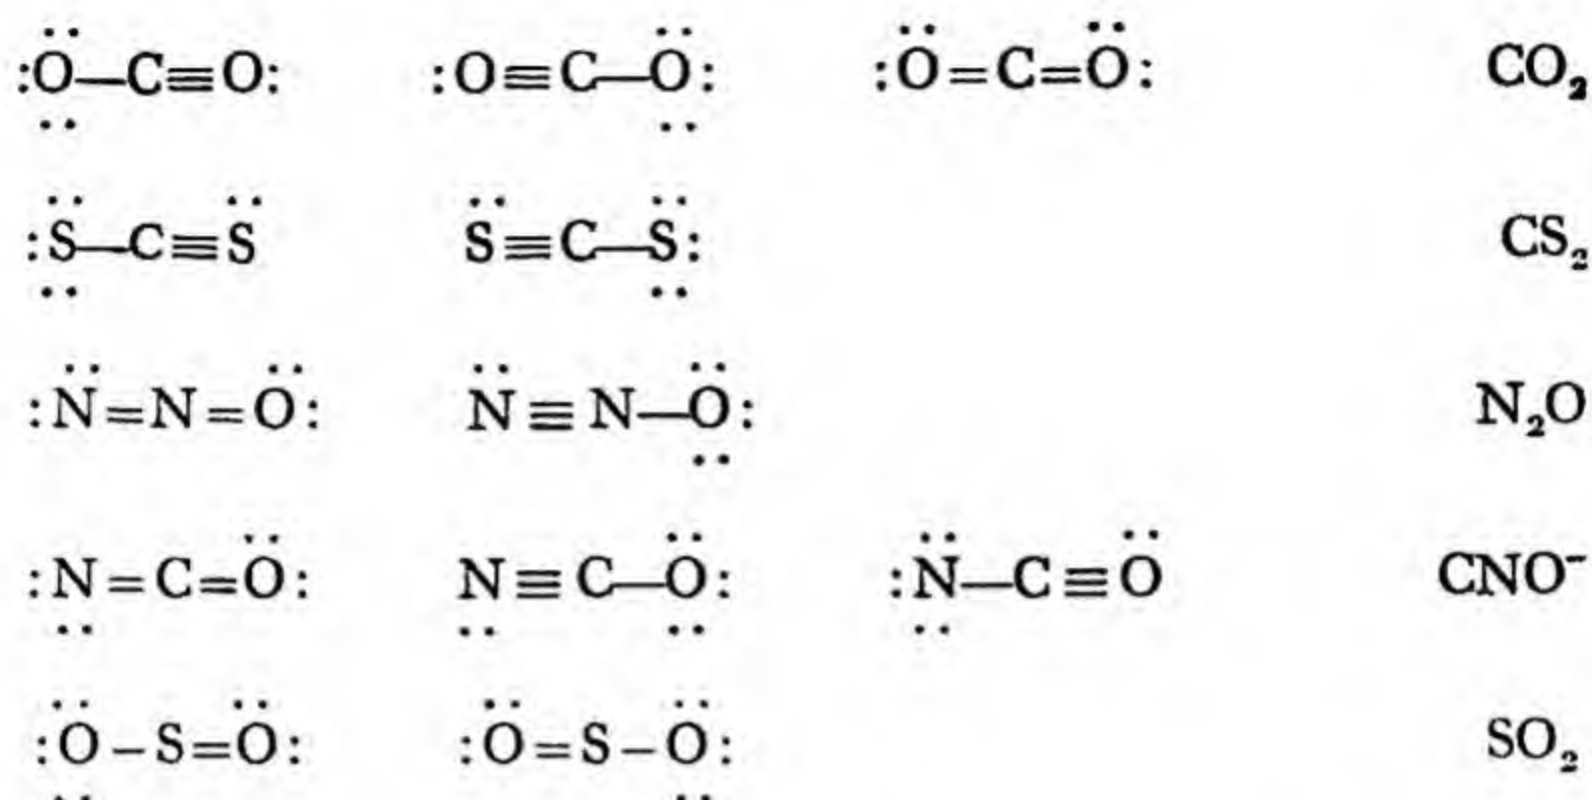 :Ö—C≡O: :O≡C—Ö: :Ö=C=Ö: CO₂
:S̈—C≡S̈ S̈≡C—S̈: CS₂
:N̈=N=Ö: N̈≡N—Ö: N₂O
:N=C=Ö: N≡C—Ö: :N̈—C≡Ö CNO⁻
:Ö–S=Ö: :Ö=S–Ö: SO₂